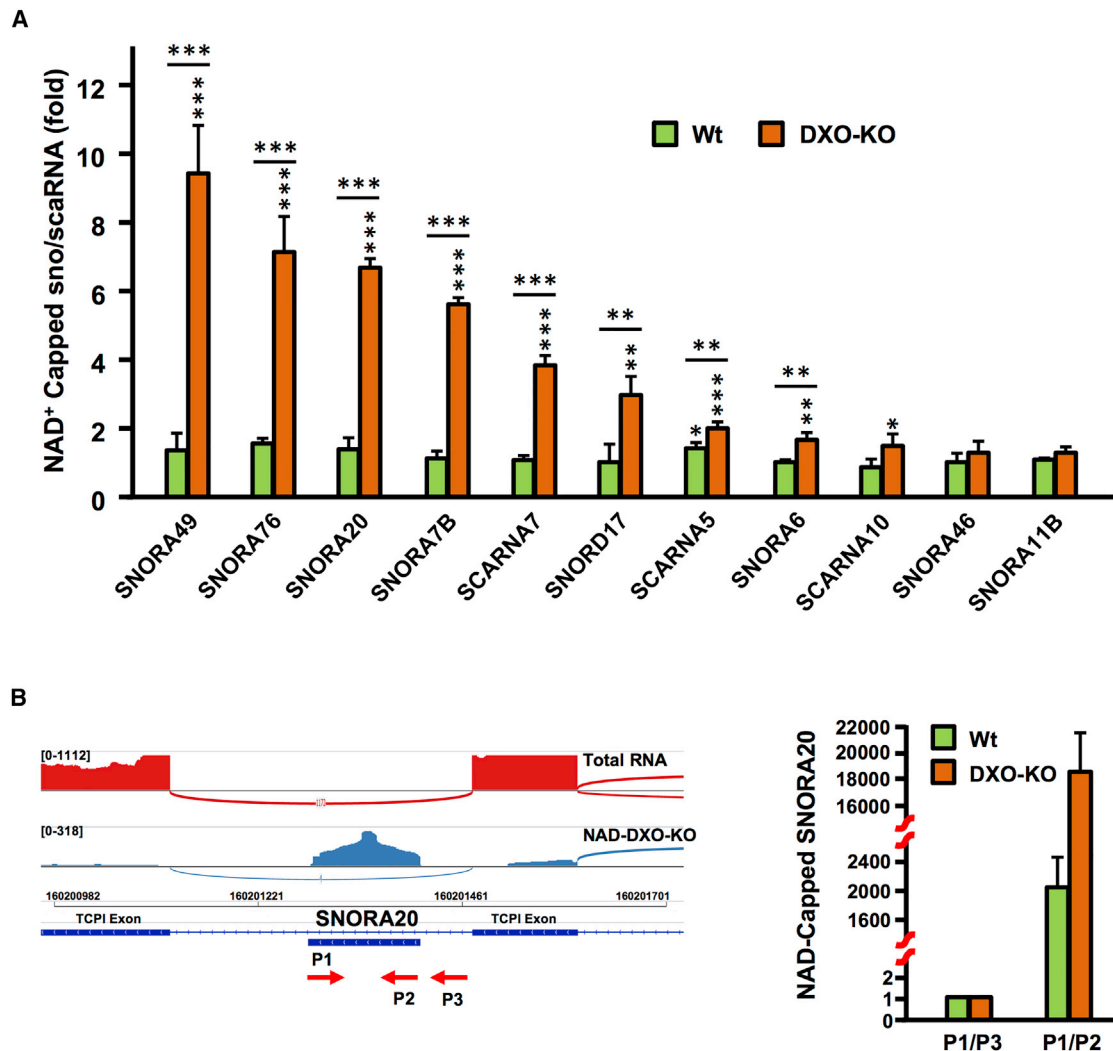 A
NAD+ Capped sno/scaRNA (fold)
12
10
8
6
4
2
0
Wt
DXO-KO
*** *** *** *** *** ** ** **
*** *** *** *** *** ** * *** ** *
SNORA49
SNORA76
SNORA20
SNORA7B
SCARNA7
SNORD17
SCARNA5
SNORA6
SCARNA10
SNORA46
SNORA11B
B
[0-1112]
Total RNA
[0-318]
NAD-DXO-KO
160200982 160201221 160201461 160201701
TCPI Exon SNORA20 TCPI Exon
P1
P2 P3
NAD-Capped SNORA20
22000
20000
18000
16000
2400
2000
1600
2
1
0
Wt
DXO-KO
P1/P3 P1/P2